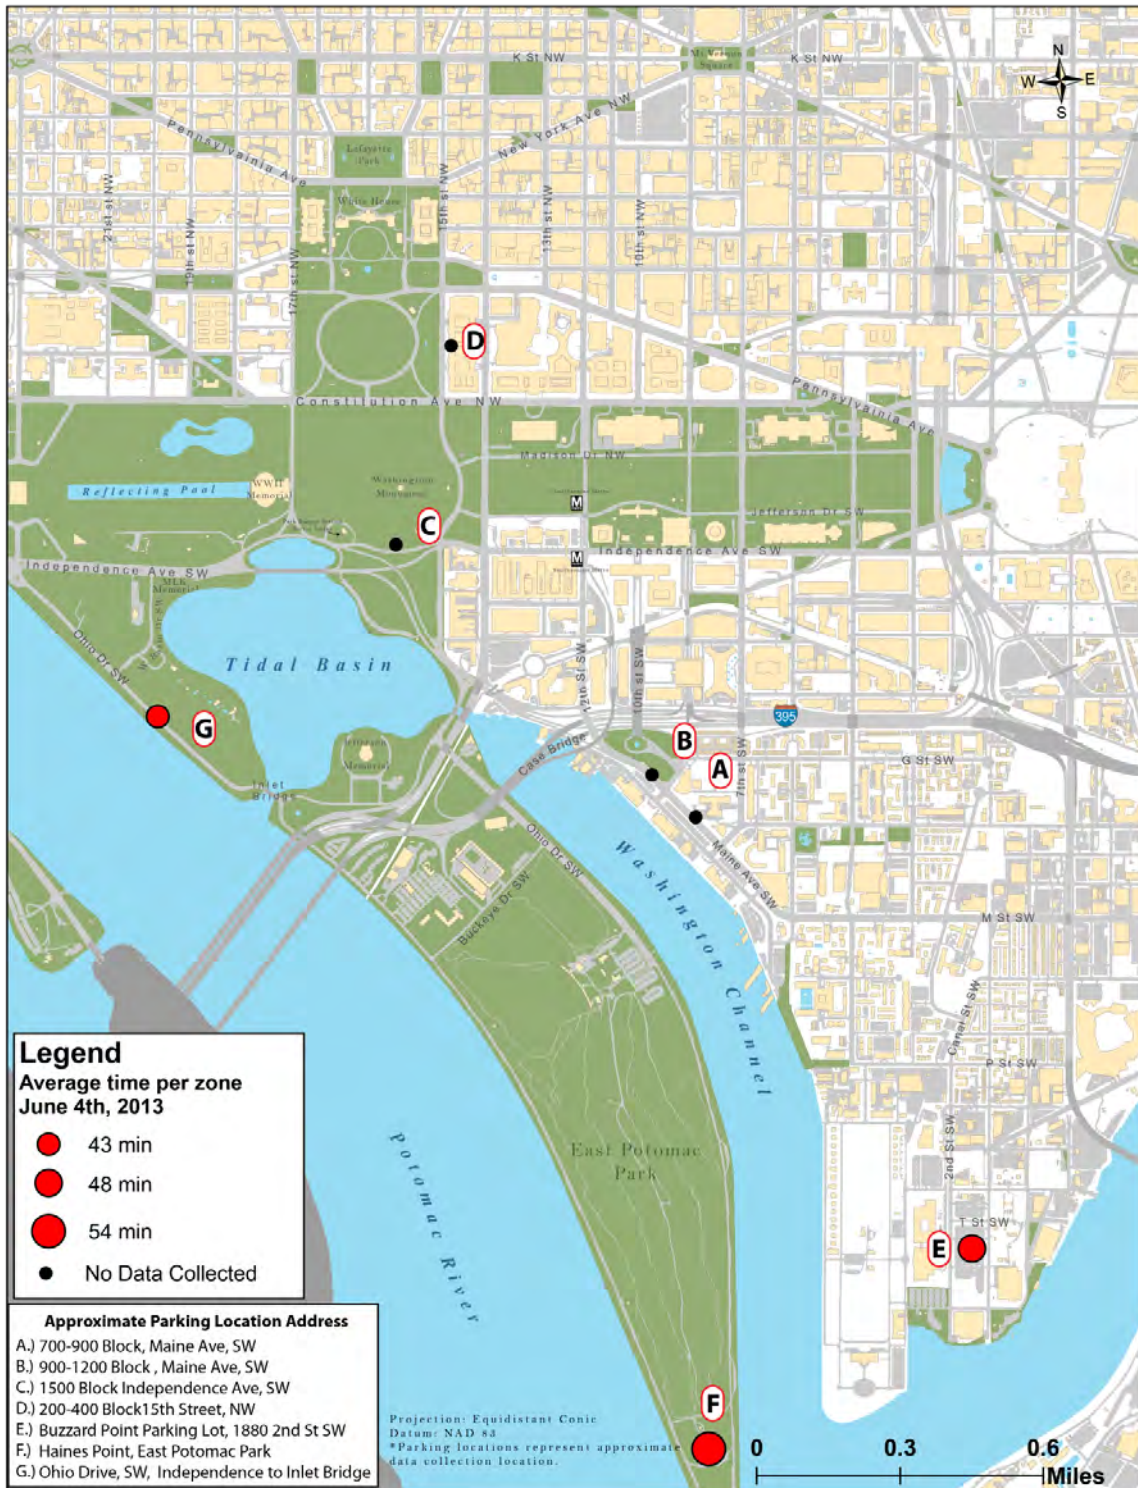 K St NW
Mt Vernon
Square
K St NW
N
W
E
S
Pennsylvainia Ave
New York Ave NW
Lafayette
Park
White House
21st st NW
19th st NW
17th st NW
15th st NW
13th st NW
10th st NW
D
Constitution Ave NW
Pennsylvainia Ave
Madison Dr NW
Reflecting Pool
WWII
Memorial
Washington
Monument
M
Jefferson Dr SW
C
Independence Ave SW
M
Independence Ave SW
MLK
Memorial
Ohio Dr SW
Tidal Basin
12th St SW
10th st SW
395
G
B
A
7th st SW
G St SW
Case Bridge
Jefferson
Memorial
Inlet
Bridge
Ohio Dr SW
Maine Ave SW
Washington Channel
Buckeye Dr SW
M St SW
Canal St SW
P St SW
2nd St SW
T St SW
E
East Potomac
Park
Potomac River
F
Legend
Average time per zone
June 4th, 2013
43 min
48 min
54 min
No Data Collected
Approximate Parking Location Address
A.) 700-900 Block, Maine Ave, SW
B.) 900-1200 Block , Maine Ave, SW
C.) 1500 Block Independence Ave, SW
D.) 200-400 Block15th Street, NW
E.) Buzzard Point Parking Lot, 1880 2nd St SW
F.) Haines Point, East Potomac Park
G.) Ohio Drive, SW, Independence to Inlet Bridge
Projection: Equidistant Conic
Datum: NAD 83
*Parking locations represent approximate
data collection location.
0 0.3 0.6
Miles